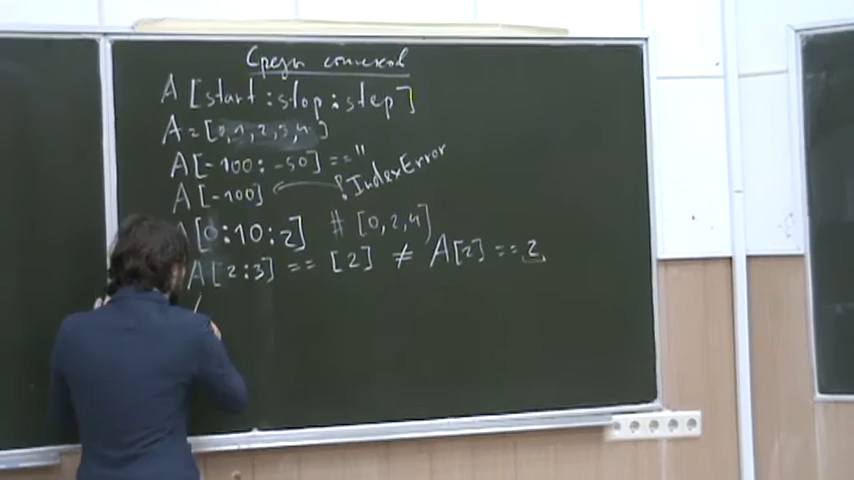 Срезы списков
A [start :stop :step]
A=[0,1,2,3,4]
A[-100: -50] == "
A[-100] ! IndexError
A[0:10:2] # [0,2,4]
A[2:3] == [2] ≠ A[2] == 2